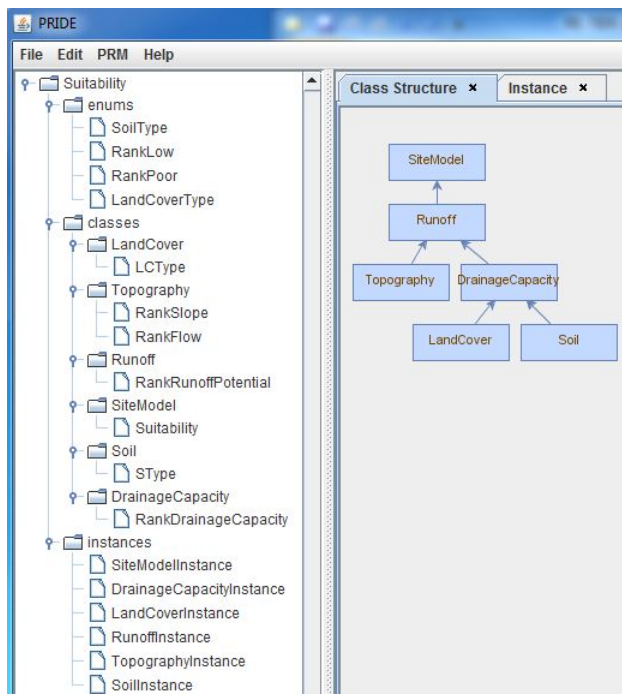 PRIDE
File Edit PRM Help
Suitability
enums
SoilType
RankLow
RankPoor
LandCoverType
classes
LandCover
LCType
Topography
RankSlope
RankFlow
Runoff
RankRunoffPotential
SiteModel
Suitability
Soil
SType
DrainageCapacity
RankDrainageCapacity
instances
SiteModelInstance
DrainageCapacityInstance
LandCoverInstance
RunoffInstance
TopographyInstance
SoilInstance
Class Structure × Instance ×
SiteModel
Runoff
Topography DrainageCapacity
LandCover Soil